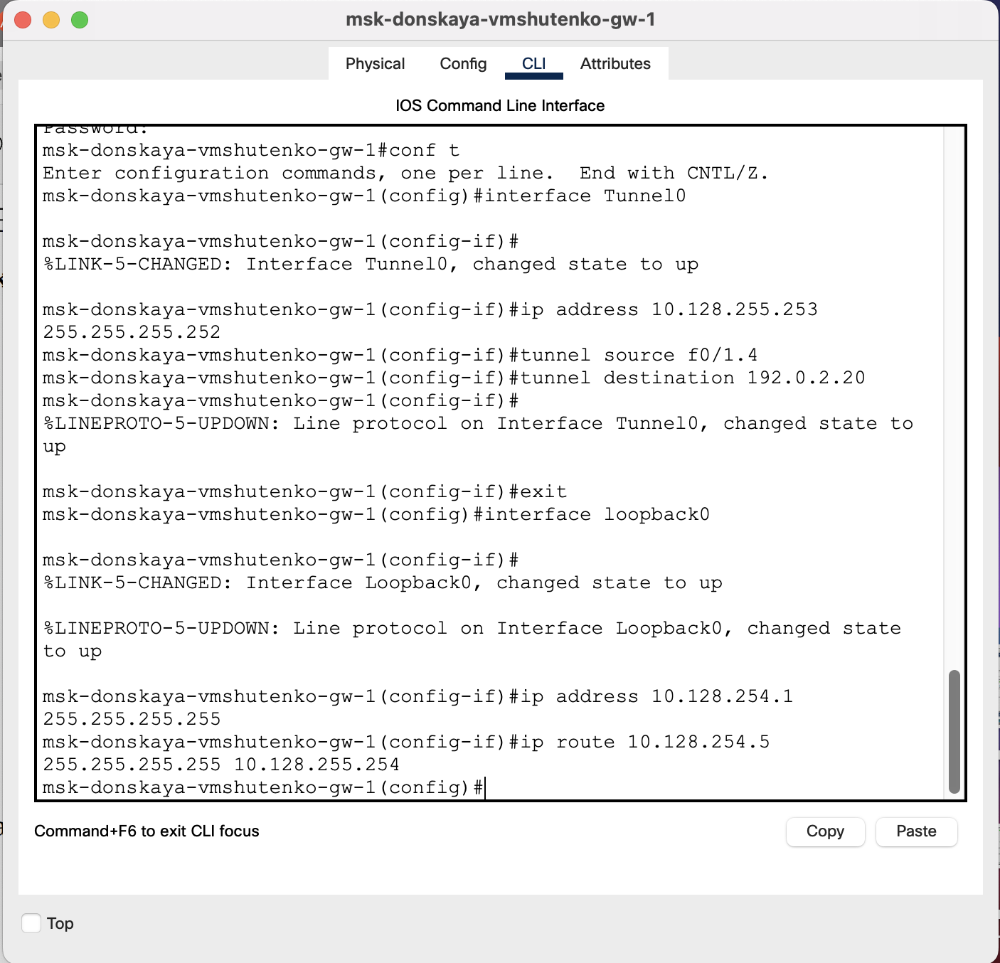 msk-donskaya-vmshutenko-gw-1
Physical Config CLI Attributes
IOS Command Line Interface
Password:
msk-donskaya-vmshutenko-gw-1#conf t
Enter configuration commands, one per line.  End with CNTL/Z.
msk-donskaya-vmshutenko-gw-1(config)#interface Tunnel0
msk-donskaya-vmshutenko-gw-1(config-if)#
%LINK-5-CHANGED: Interface Tunnel0, changed state to up
msk-donskaya-vmshutenko-gw-1(config-if)#ip address 10.128.255.253
255.255.255.252
msk-donskaya-vmshutenko-gw-1(config-if)#tunnel source f0/1.4
msk-donskaya-vmshutenko-gw-1(config-if)#tunnel destination 192.0.2.20
msk-donskaya-vmshutenko-gw-1(config-if)#
%LINEPROTO-5-UPDOWN: Line protocol on Interface Tunnel0, changed state to
up
msk-donskaya-vmshutenko-gw-1(config-if)#exit
msk-donskaya-vmshutenko-gw-1(config)#interface loopback0
msk-donskaya-vmshutenko-gw-1(config-if)#
%LINK-5-CHANGED: Interface Loopback0, changed state to up
%LINEPROTO-5-UPDOWN: Line protocol on Interface Loopback0, changed state
to up
msk-donskaya-vmshutenko-gw-1(config-if)#ip address 10.128.254.1
255.255.255.255
msk-donskaya-vmshutenko-gw-1(config-if)#ip route 10.128.254.5
255.255.255.255 10.128.255.254
msk-donskaya-vmshutenko-gw-1(config)#
Command+F6 to exit CLI focus
Copy Paste
Top